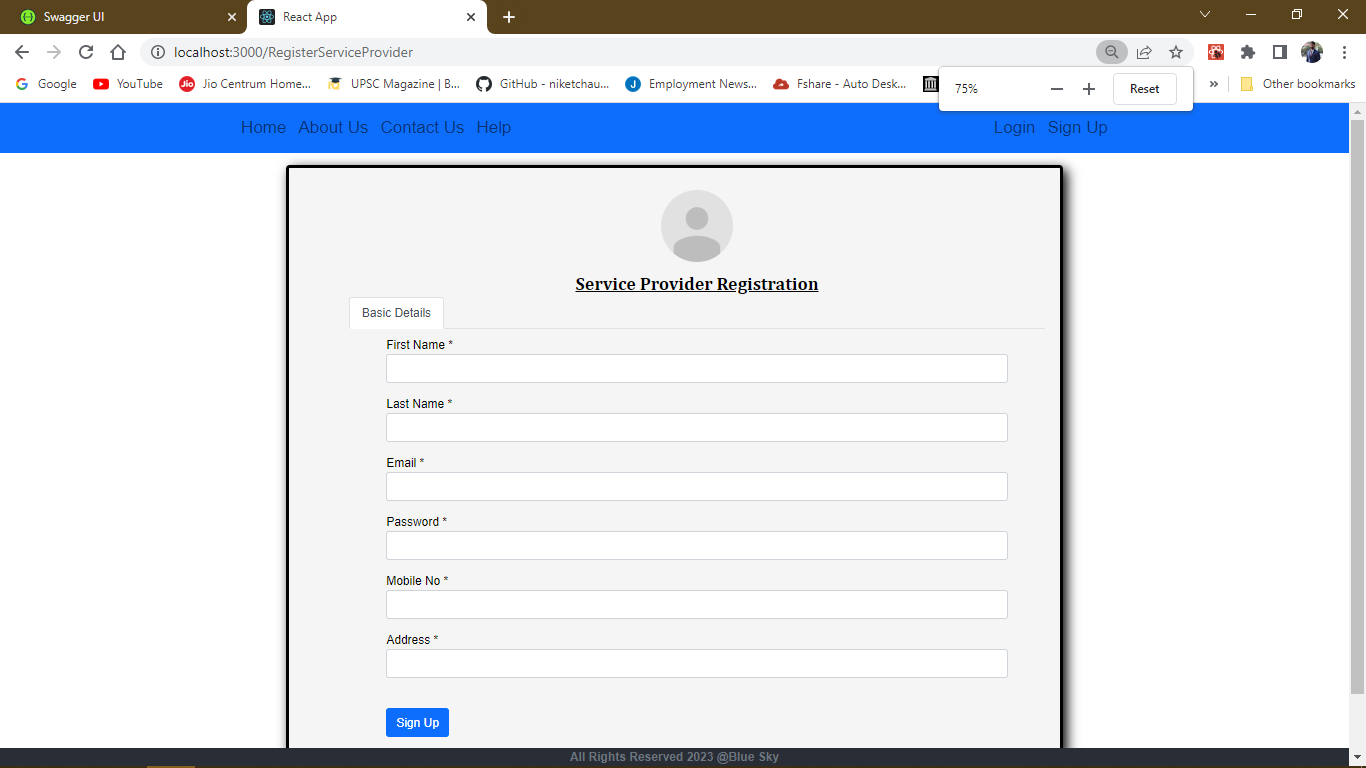 Swagger UI
React App
localhost:3000/RegisterServiceProvider
Google YouTube Jio Jio Centrum Home... UPSC Magazine | B... GitHub - niketchau... J Employment News... Fshare - Auto Desk... » Other bookmarks
75% Reset
Home About Us Contact Us Help Login Sign Up
Service Provider Registration
Basic Details
First Name *
Last Name *
Email *
Password *
Mobile No *
Address *
Sign Up
All Rights Reserved 2023 @Blue Sky